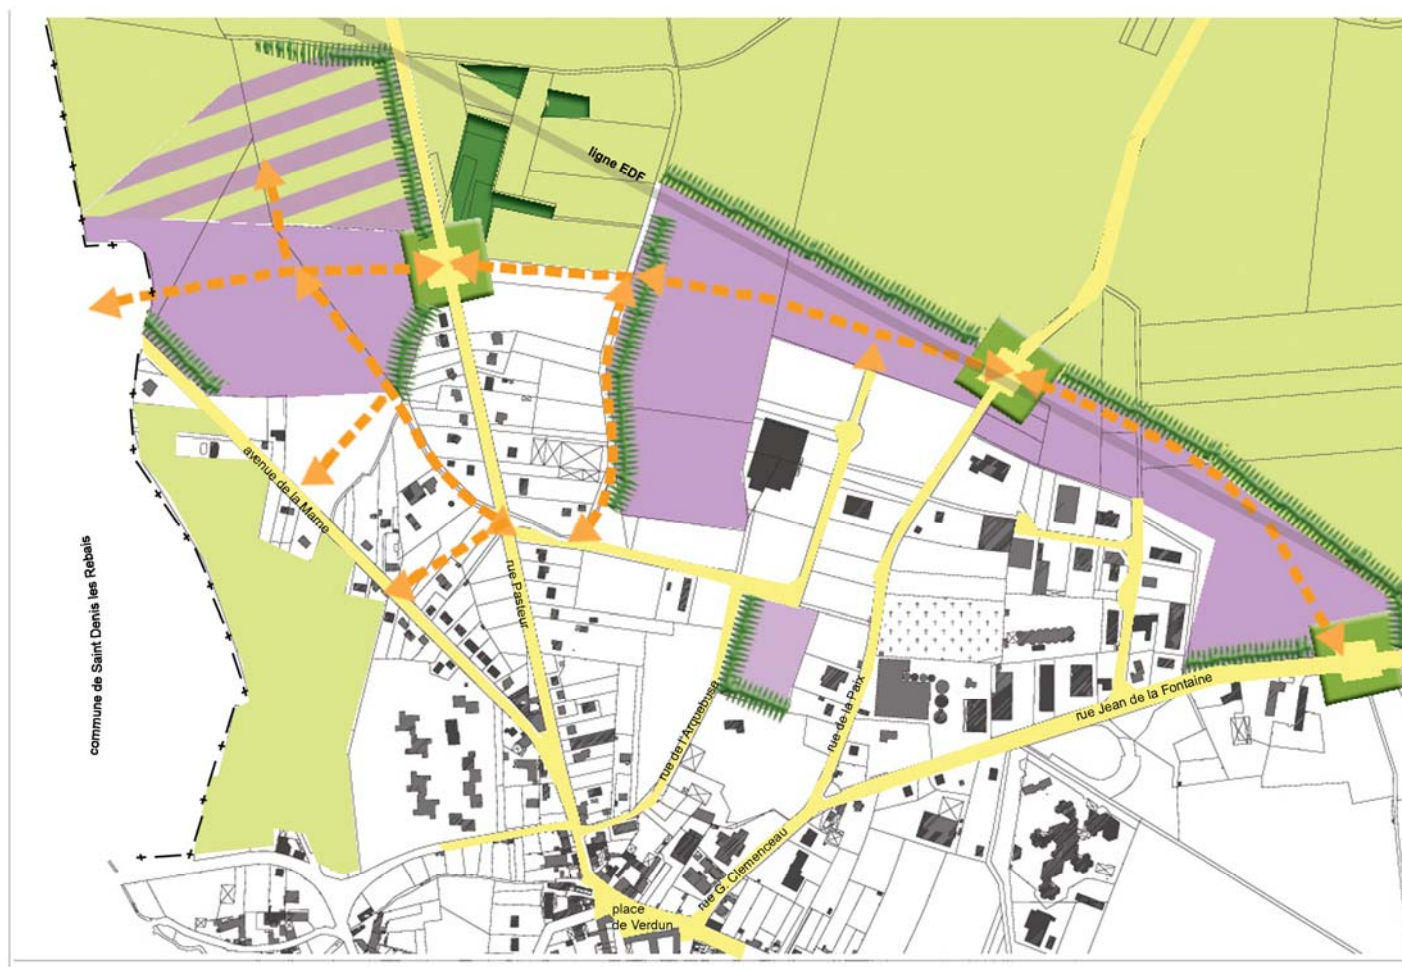 ligne EDF
avenue de la Marne
commune de Saint Denis les Rebais
rue Pasteur
rue de l'Arquebuse
rue de la Paix
rue Jean de la Fontaine
rue G. Clemenceau
place
de Verdun